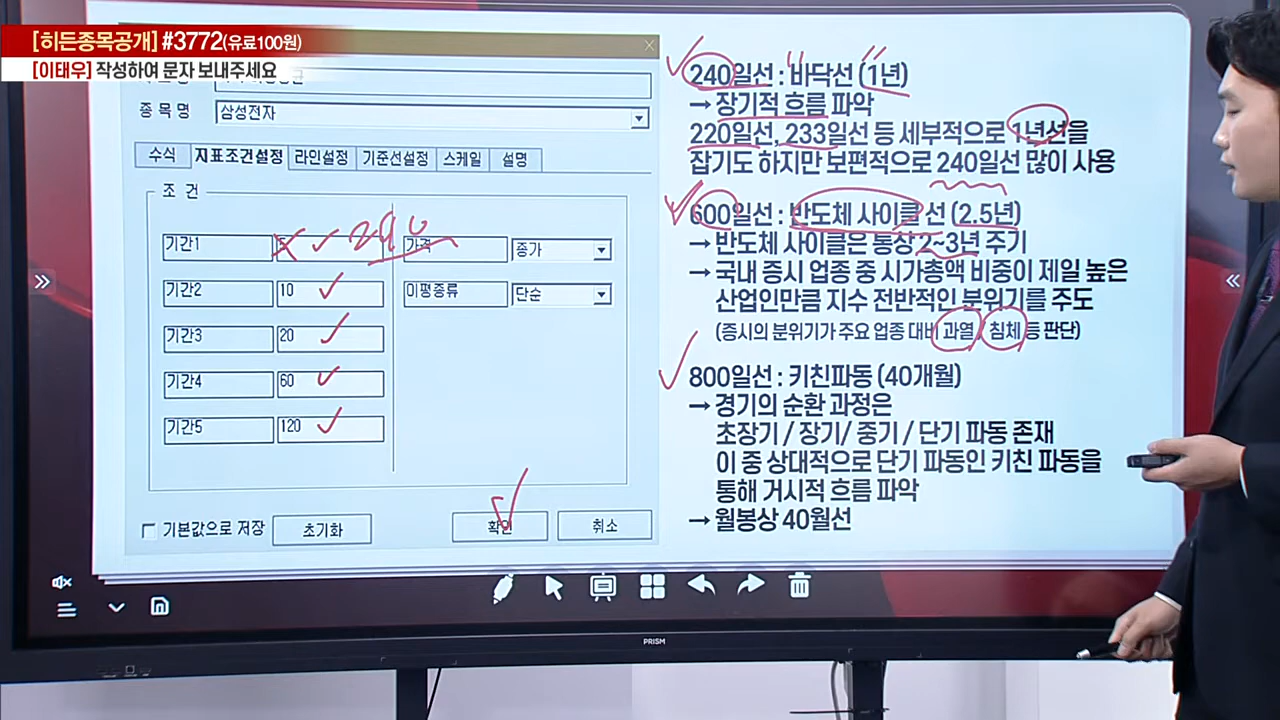 [히든종목공개] #3772(유료100원)
[이태우] 작성하여 문자 보내주세요
종 목 명 삼성전자
수식 지표조건설정 라인설정 기준선설정 스케일 설명
조 건
기간1 240 가격 종가
기간2 10 이평종류 단순
기간3 20
기간4 60
기간5 120
기본값으로 저장 초기화 확인 취소
240일선 : 바닷선 (1년)
→ 장기적 흐름 파악
220일선, 233일선 등 세부적으로 1년선을
잡기도 하지만 보편적으로 240일선 많이 사용
600일선 : 반도체 사이클 선 (2.5년)
→ 반도체 사이클은 통상 2~3년 주기
→ 국내 증시 업종 중 시가총액 비중이 제일 높은
산업인만큼 지수 전반적인 분위기를 주도
(증시의 분위기가 주요 업종 대비 과열 / 침체 등 판단)
800일선 : 키친파동 (40개월)
→ 경기의 순환 과정은
초장기 / 장기 / 중기 / 단기 파동 존재
이 중 상대적으로 단기 파동인 키친 파동을
통해 거시적 흐름 파악
→ 월봉상 40월선
PRISM